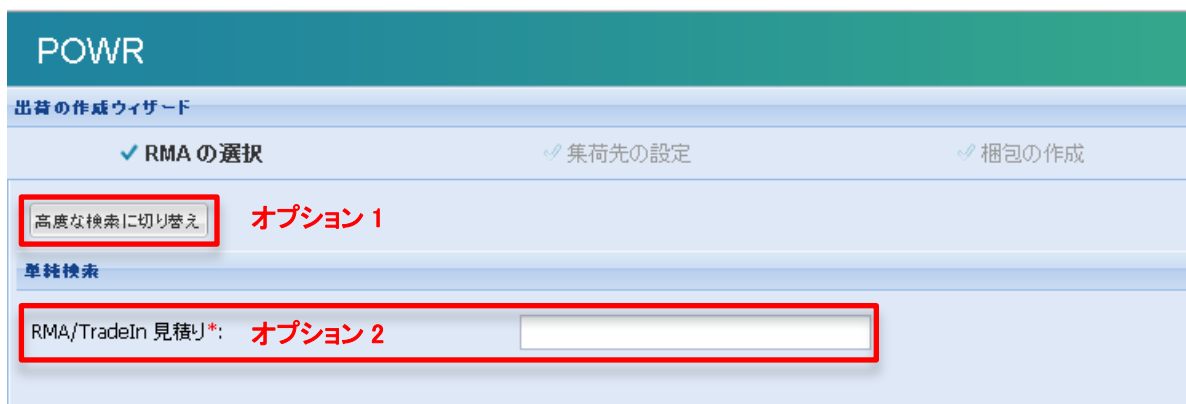 POWR
出荷の作成ウィザード
RMA の選択
集荷先の設定
梱包の作成
高度な検索に切り替え
オプション 1
単純検索
RMA/TradeIn 見積り*:
オプション 2